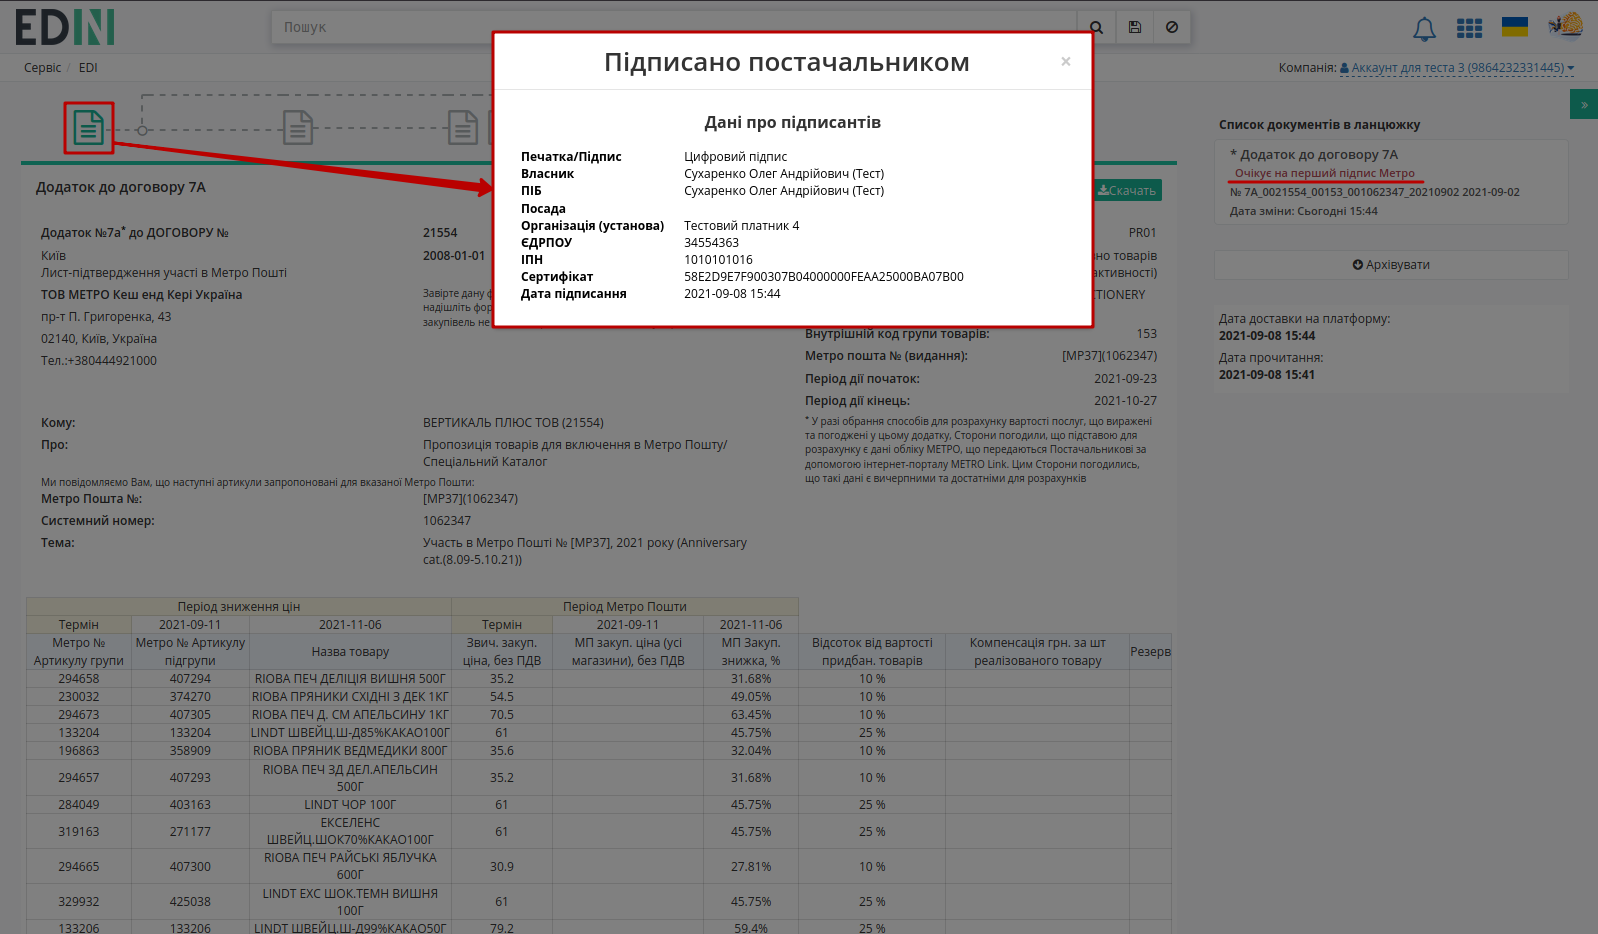 EDIN
Пошук
Сервіс / EDI
Компанія: Аккаунт для теста 3 (9864232331445)
Підписано постачальником
×
Дані про підписантів
Печатка/Підпис Цифровий підпис
Власник Сухаренко Олег Андрійович (Тест)
ПІБ Сухаренко Олег Андрійович (Тест)
Посада
Організація (установа) Тестовий платник 4
ЄДРПОУ 34554363
ІПН 1010101016
Сертифікат 58E2D9E7F900307B04000000FEAA25000BA07B00
Дата підписання 2021-09-08 15:44
»
Список документів в ланцюжку
* Додаток до договору 7А
Очікує на перший підпис Метро
№ 7A_0021554_00153_001062347_20210902 2021-09-02
Дата зміни: Сьогодні 15:44
Архівувати
Дата доставки на платформу:
2021-09-08 15:44
Дата прочитання:
2021-09-08 15:41
Додаток до договору 7А
Скачать
Додаток №7а* до ДОГОВОРУ № 21554
Київ 2008-01-01
Лист-підтвердження участі в Метро Пошті
ТОВ МЕТРО Кеш енд Кері Україна
пр-т П. Григоренка, 43
02140, Київ, Україна
Тел.:+380444921000
Завірте дану
надішліть
закупівель не
PR01
товарів
активності)
Внутрішній код групи товарів: 153
Метро пошта № (видання): [MP37](1062347)
Період дії початок: 2021-09-23
Період дії кінець: 2021-10-27
* У разі обрання способів для розрахунку вартості послуг, що виражені
та погоджені у цьому додатку, Сторони погодили, що підставою для
розрахунку є дані обліку МЕТРО, що передаються Постачальникові за
допомогою інтернет-порталу METRO Link. Цим Сторони погодились,
що такі дані є вичерпними та достатніми для розрахунків
Кому: ВЕРТИКАЛЬ ПЛЮС ТОВ (21554)
Про: Пропозиція товарів для включення в Метро Пошту/
Спеціальний Каталог
Ми повідомляємо Вам, що наступні артикули запропоновані для вказаної Метро Пошти:
Метро Пошта №: [MP37](1062347)
Системний номер: 1062347
Тема: Участь в Метро Пошті № [MP37], 2021 року (Anniversary
cat.(8.09-5.10.21))
Період зниження цін Період Метро Пошти
Термін 2021-09-11 2021-11-06 Термін 2021-09-11 2021-11-06
Метро № Метро № Артикулу Назва товару Звич. закуп. МП закуп. ціна (усі МП Закуп. Відсоток від вартості Компенсація грн. за шт Резерв
Артикулу групи підгрупи ціна, без ПДВ магазини), без ПДВ знижка, % придбан. товарів реалізованого товару
294658 407294 RIOBA ПЕЧ ДЕЛІЦІЯ ВИШНЯ 500Г 35.2 31.68% 10 %
230032 374270 RIOBA ПРЯНИКИ СХІДНІ З ДЕК 1КГ 54.5 49.05% 10 %
294673 407305 RIOBA ПЕЧ Д. СМ АПЕЛЬСИНУ 1КГ 70.5 63.45% 10 %
133204 133204 LINDT ШВЕЙЦ.Ш-Д85%КАКАО100Г 61 45.75% 25 %
196863 358909 RIOBA ПРЯНИК ВЕДМЕДИКИ 800Г 35.6 32.04% 10 %
294657 407293 RIOBA ПЕЧ ЗД ДЕЛ.АПЕЛЬСИН
500Г 35.2 31.68% 10 %
284049 403163 LINDT ЧОР 100Г 61 45.75% 25 %
319163 271177 ЕКСЕЛЕНС
ШВЕЙЦ.ШОК70%КАКАО100Г 61 45.75% 25 %
294665 407300 RIOBA ПЕЧ РАЙСЬКІ ЯБЛУЧКА
600Г 30.9 27.81% 10 %
329932 425038 LINDT ЕХС ШОК.ТЕМН ВИШНЯ
100Г 61 45.75% 25 %
133206 133206 LINDT ШВЕЙЦ.Ш-Д99%КАКАО50Г 79.2 59.4% 25 %